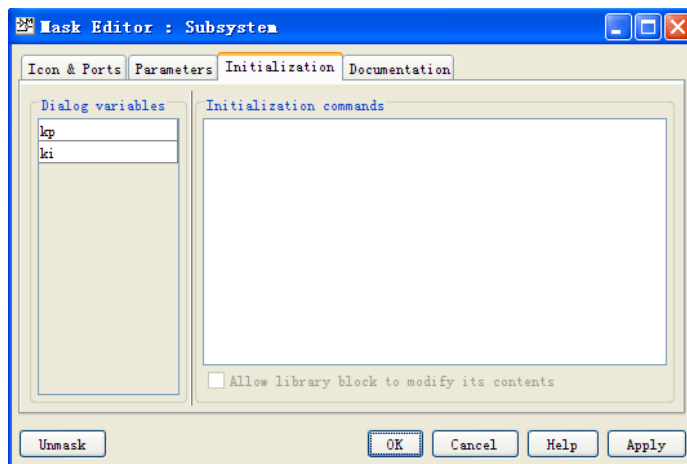 Mask Editor : Subsystem
Icon & Ports Parameters Initialization Documentation
Dialog variables
kp
ki
Initialization commands
Allow library block to modify its contents
Unmask OK Cancel Help Apply